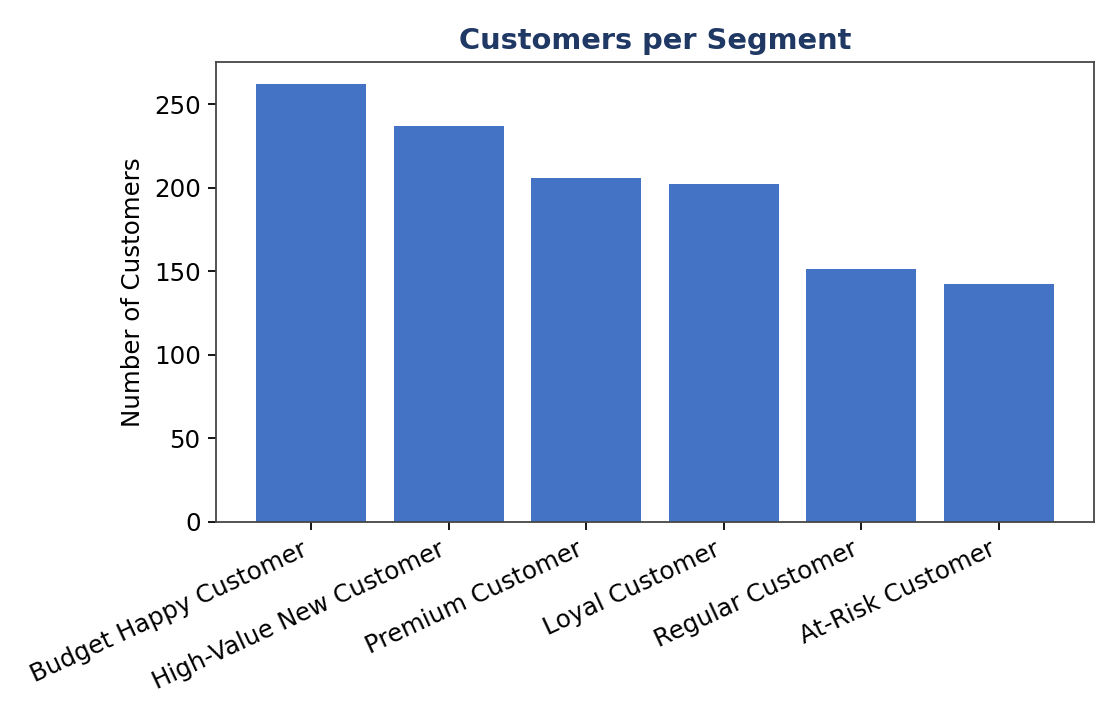 Customers per Segment
Number of Customers
250
200
150
100
50
0
Budget Happy Customer
High-Value New Customer
Premium Customer
Loyal Customer
Regular Customer
At-Risk Customer